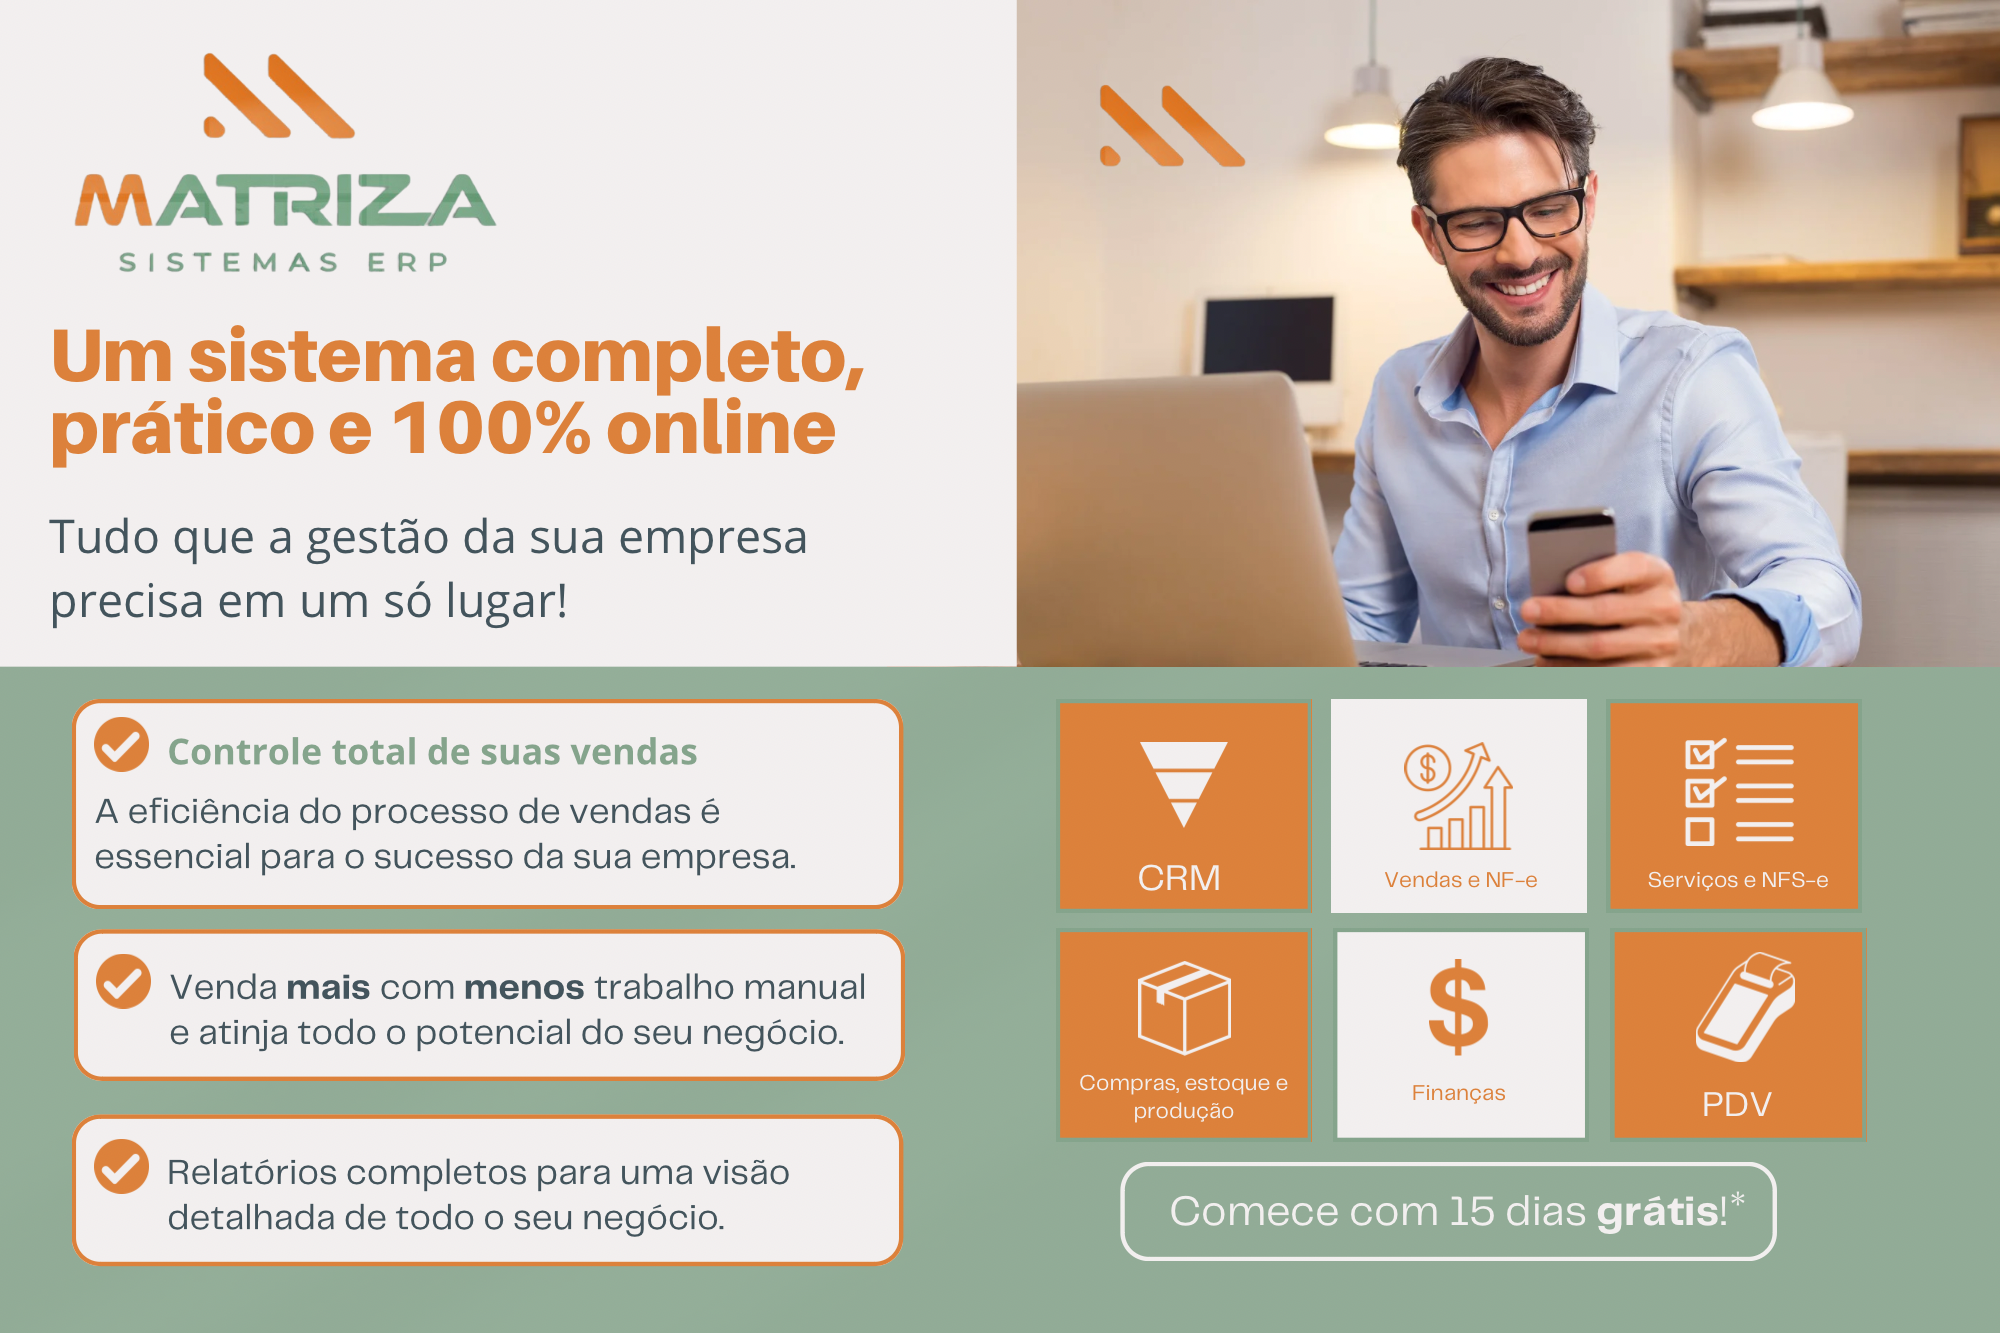 MATRIZA
SISTEMAS ERP
Um sistema completo,
prático e 100% online
Tudo que a gestão da sua empresa
precisa em um só lugar!
Controle total de suas vendas
A eficiência do processo de vendas é
essencial para o sucesso da sua empresa.
Venda mais com menos trabalho manual
e atinja todo o potencial do seu negócio.
Relatórios completos para uma visão
detalhada de todo o seu negócio.
CRM
$
Vendas e NF-e
Serviços e NFS-e
Compras, estoque e
produção
$
Finanças
PDV
Comece com 15 dias grátis!*